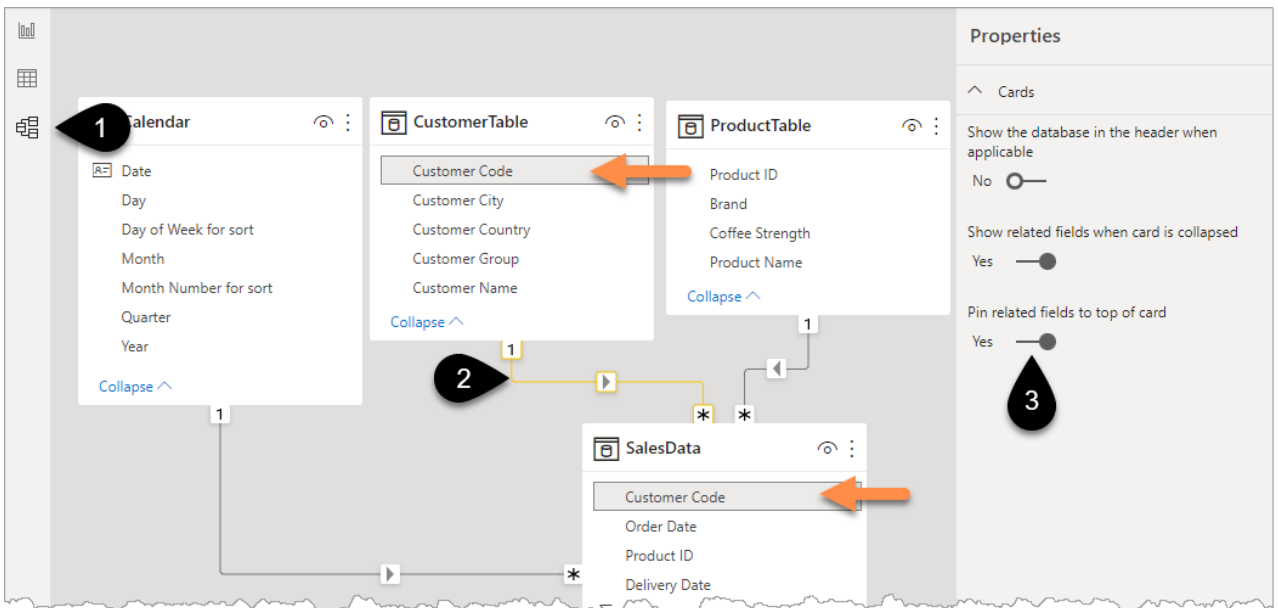 Properties
Cards
Show the database in the header when
applicable
No
Show related fields when card is collapsed
Yes
Pin related fields to top of card
Yes
3
1
Calendar
Date
Day
Day of Week for sort
Month
Month Number for sort
Quarter
Year
Collapse
1
CustomerTable
Customer Code
Customer City
Customer Country
Customer Group
Customer Name
Collapse
1
2
ProductTable
Product ID
Brand
Coffee Strength
Product Name
Collapse
1
*
*
SalesData
Customer Code
Order Date
Product ID
Delivery Date
*